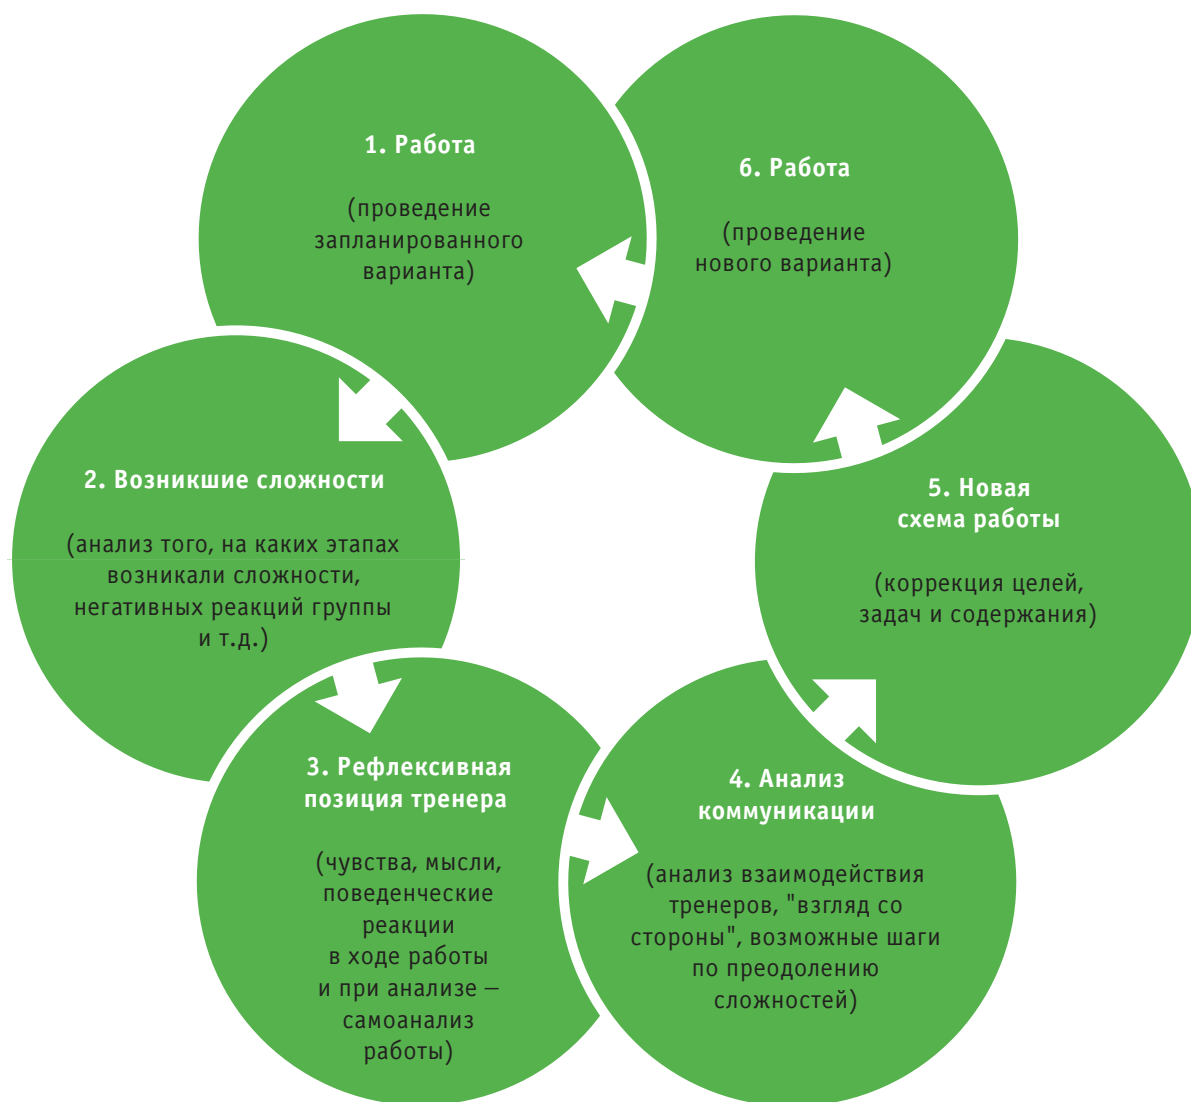 1. Работа
(проведение
запланированного
варианта)
2. Возникшие сложности
(анализ того, на каких этапах
возникали сложности,
негативных реакций группы
и т.д.)
3. Рефлексивная
позиция тренера
(чувства, мысли,
поведенческие
реакции
в ходе работы
и при анализе —
самоанализ
работы)
4. Анализ
коммуникации
(анализ взаимодействия
тренеров, "взгляд со
стороны", возможные шаги
по преодолению
сложностей)
5. Новая
схема работы
(коррекция целей,
задач и содержания)
6. Работа
(проведение
нового варианта)